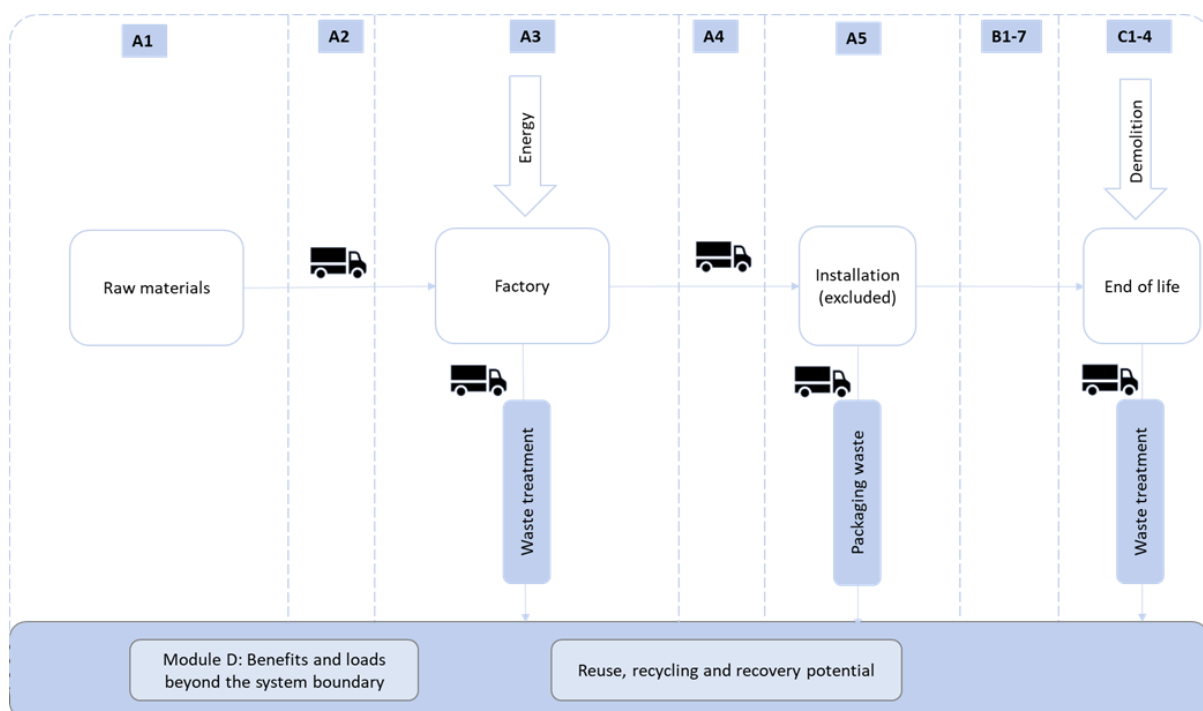 A1
A2
A3
A4
A5
B1-7
C1-4
Energy
Demolition
Raw materials
Factory
Installation
(excluded)
End of life
Waste treatment
Packaging waste
Waste treatment
Module D: Benefits and loads
beyond the system boundary
Reuse, recycling and recovery potential